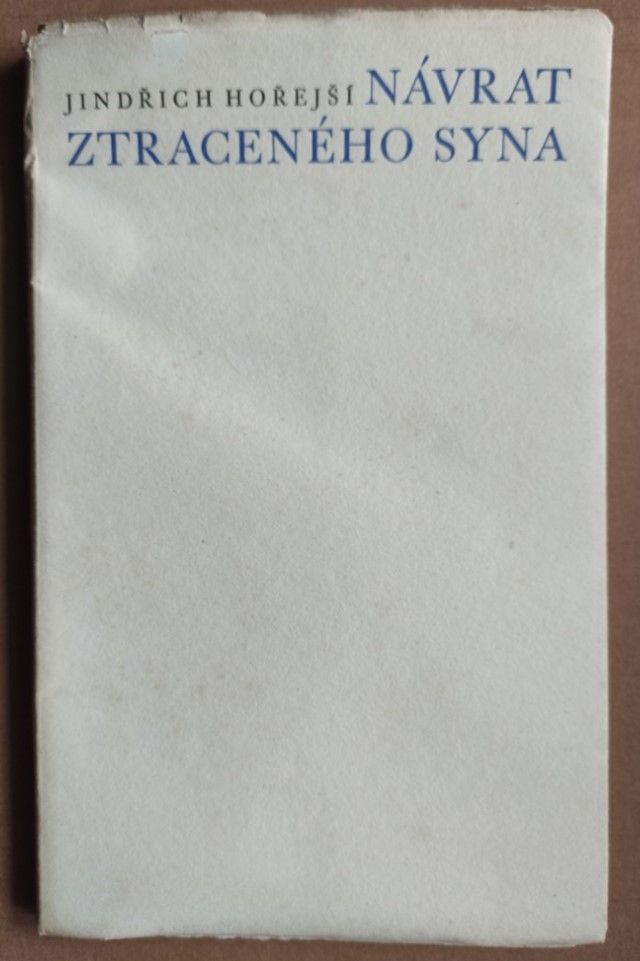 JINDŘICH HOŘEJŠÍ NÁVRAT
ZTRACENÉHO SYNA